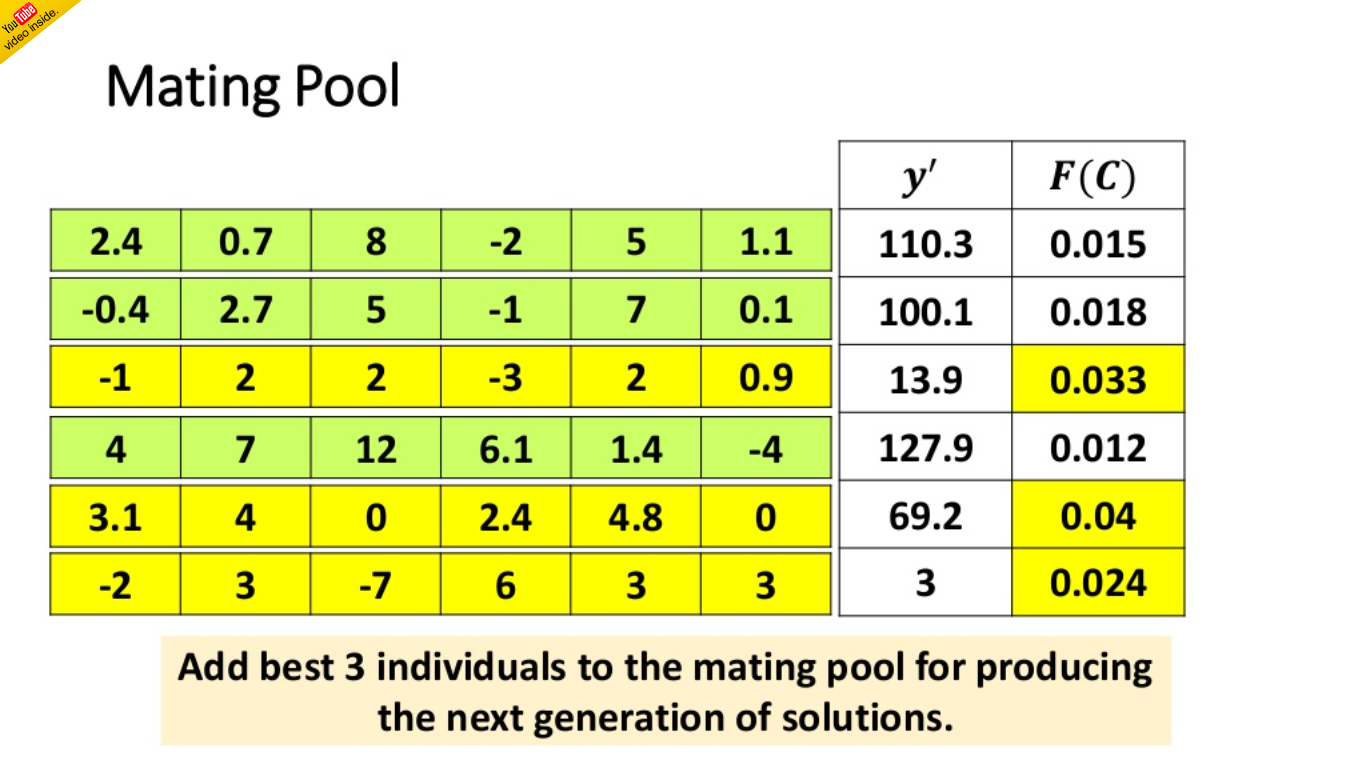 YouTube
video inside.
Mating Pool
y′ F(C)
2.4 0.7 8 -2 5 1.1 110.3 0.015
-0.4 2.7 5 -1 7 0.1 100.1 0.018
-1 2 2 -3 2 0.9 13.9 0.033
4 7 12 6.1 1.4 -4 127.9 0.012
3.1 4 0 2.4 4.8 0 69.2 0.04
-2 3 -7 6 3 3 3 0.024
Add best 3 individuals to the mating pool for producing
the next generation of solutions.